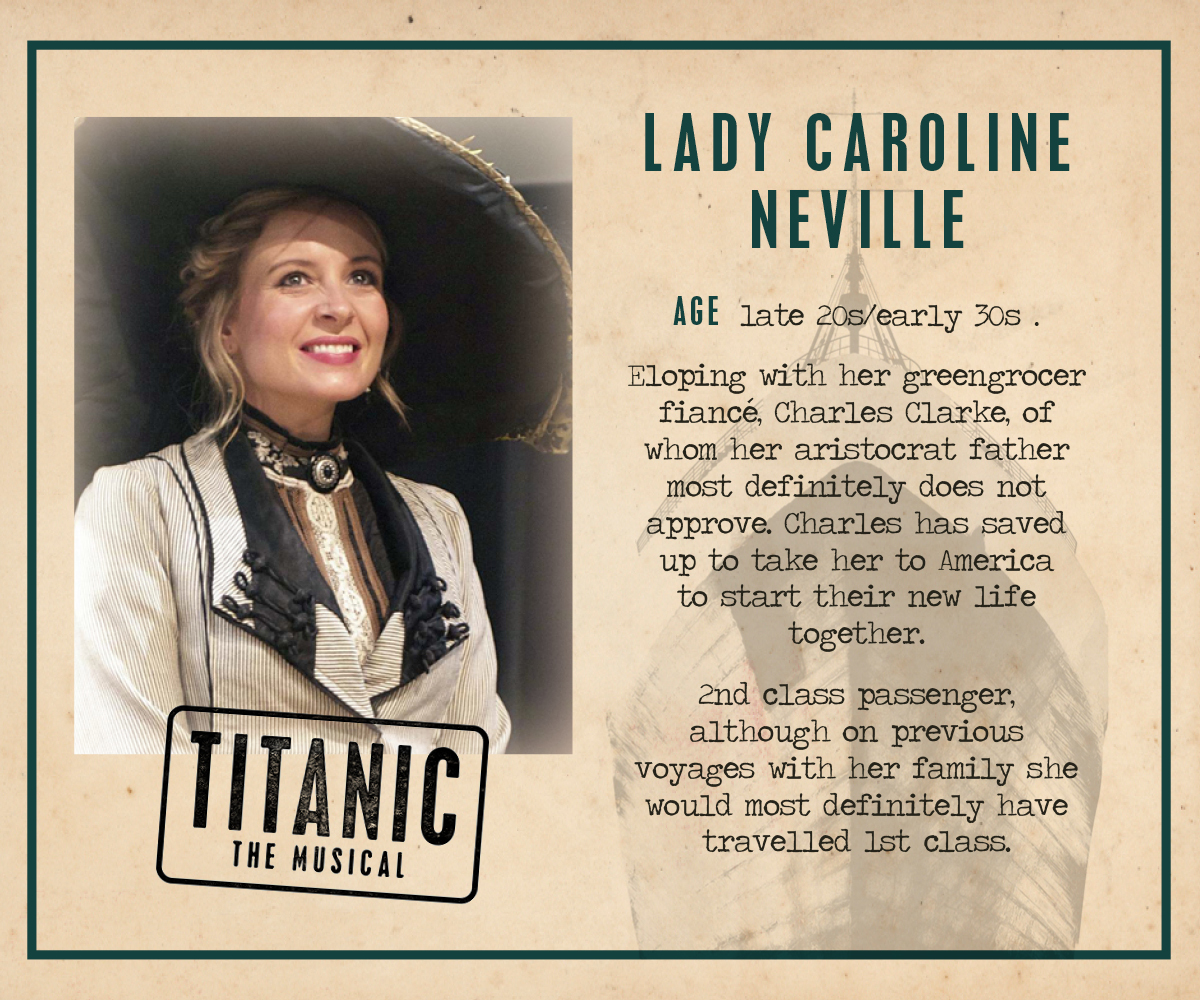 LADY CAROLINE
NEVILLE
AGE late 20s/early 30s .
Eloping with her greengrocer
fiancé, Charles Clarke, of
whom her aristocrat father
most definitely does not
approve. Charles has saved
up to take her to America
to start their new life
together.
2nd class passenger,
although on previous
voyages with her family she
would most definitely have
travelled 1st class.
TITANIC
THE MUSICAL